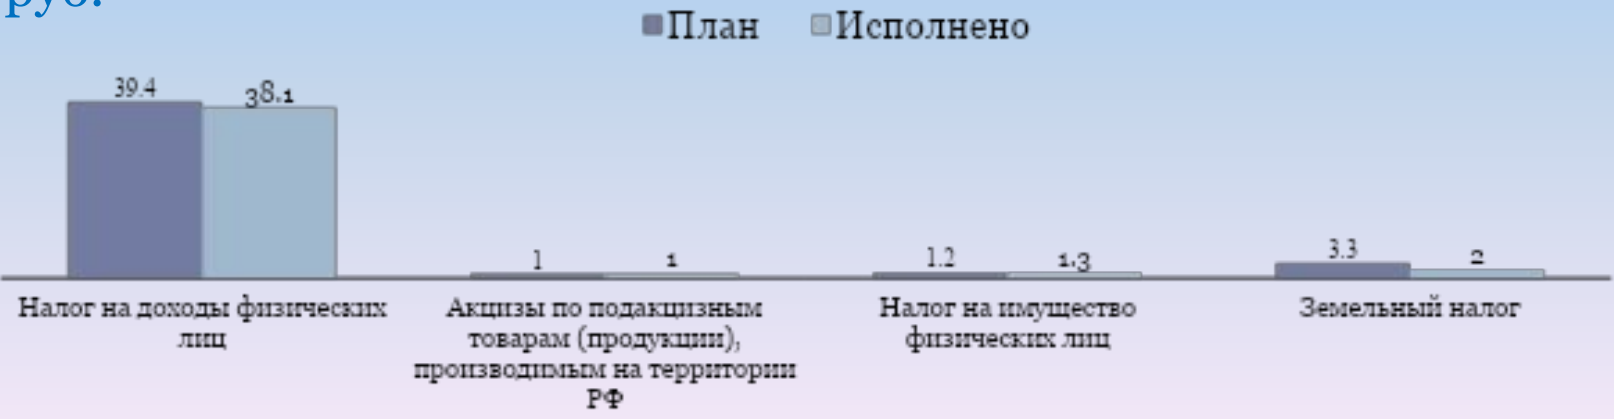 руб.
План Исполнено
39.4 38.1
1 1 1.2 1.3 3.3 2
Налог на доходы физических
лиц
Акцизы по подакцизным
товарам (продукции),
производимым на территории
РФ
Налог на имущество
физических лиц
Земельный налог